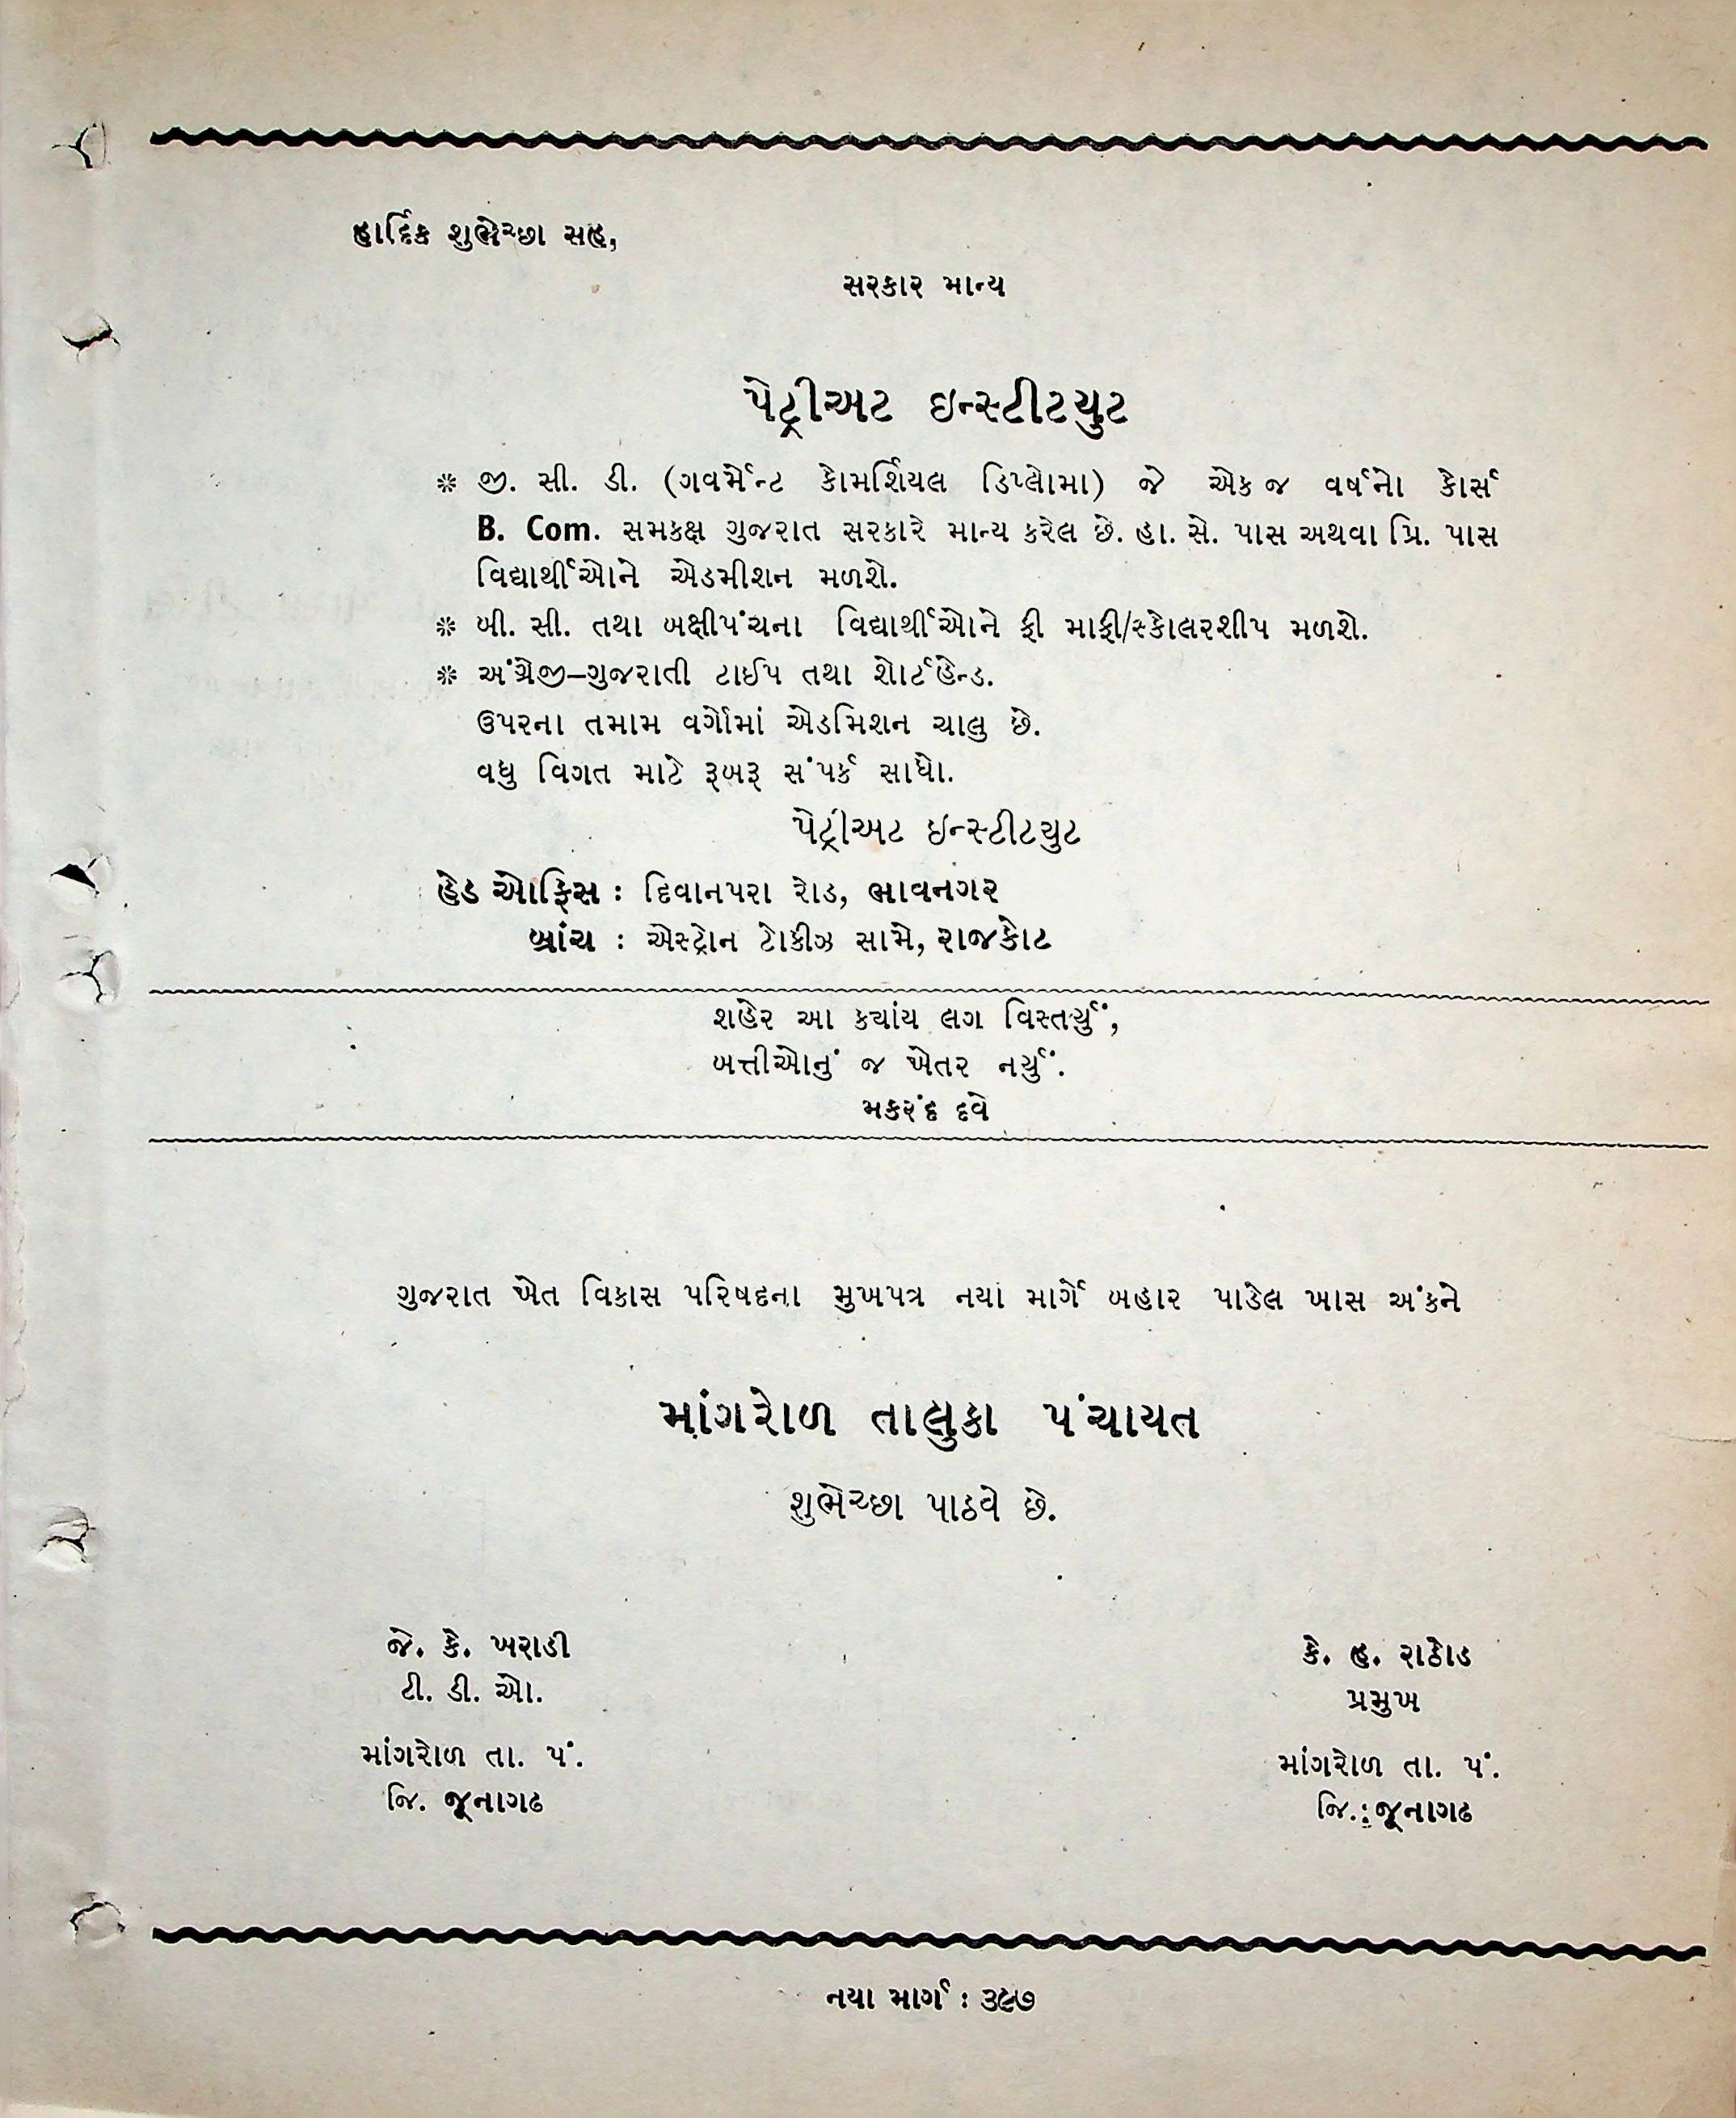 હાર્દિક શુભેચ્છા સહ,
સરકાર માન્ય
પેટ્રીઅટ ઇન્સ્ટીટયુટ
❊ જી. સી. ડી. (ગવર્મેન્ટ કોમર્શિયલ ડિપ્લોમા) જે એક જ વર્ષનો કોર્સ
B. Com. સમકક્ષ ગુજરાત સરકારે માન્ય કરેલ છે. હા. સે. પાસ અથવા પ્રિ. પાસ
વિદ્યાર્થીઓને એડમીશન મળશે.
❊ બી. સી. તથા બક્ષીપંચના વિદ્યાર્થીઓને ફી માફી/સ્કોલરશીપ મળશે.
❊ અંગ્રેજી–ગુજરાતી ટાઈપ તથા શોર્ટહેન્ડ.
ઉપરના તમામ વર્ગોમાં એડમિશન ચાલુ છે.
વધુ વિગત માટે રૂબરૂ સંપર્ક સાધો.
પેટ્રીઅટ ઇન્સ્ટીટયુટ
હેડ ઓફિસ : દિવાનપરા રોડ, ભાવનગર
બ્રાંચ : એસ્ટ્રોન ટોકીઝ સામે, રાજકોટ
શહેર આ ક્યાંય લગ વિસ્તર્યું,
બત્તીઓનું જ ખેતર નર્યું.
મકરંદ દવે
ગુજરાત ખેત વિકાસ પરિષદના મુખપત્ર નયા માર્ગે બહાર પાડેલ ખાસ અંકને
માંગરોળ તાલુકા પંચાયત
શુભેચ્છા પાઠવે છે.
જે. કે. ખરાડી
ટી. ડી. ઓ.
માંગરોળ તા. પં.
જિ. જૂનાગઢ
કે. હ. રાઠોડ
પ્રમુખ
માંગરોળ તા. પં.
જિ. : જૂનાગઢ
નયા માર્ગ : ૩૯૭